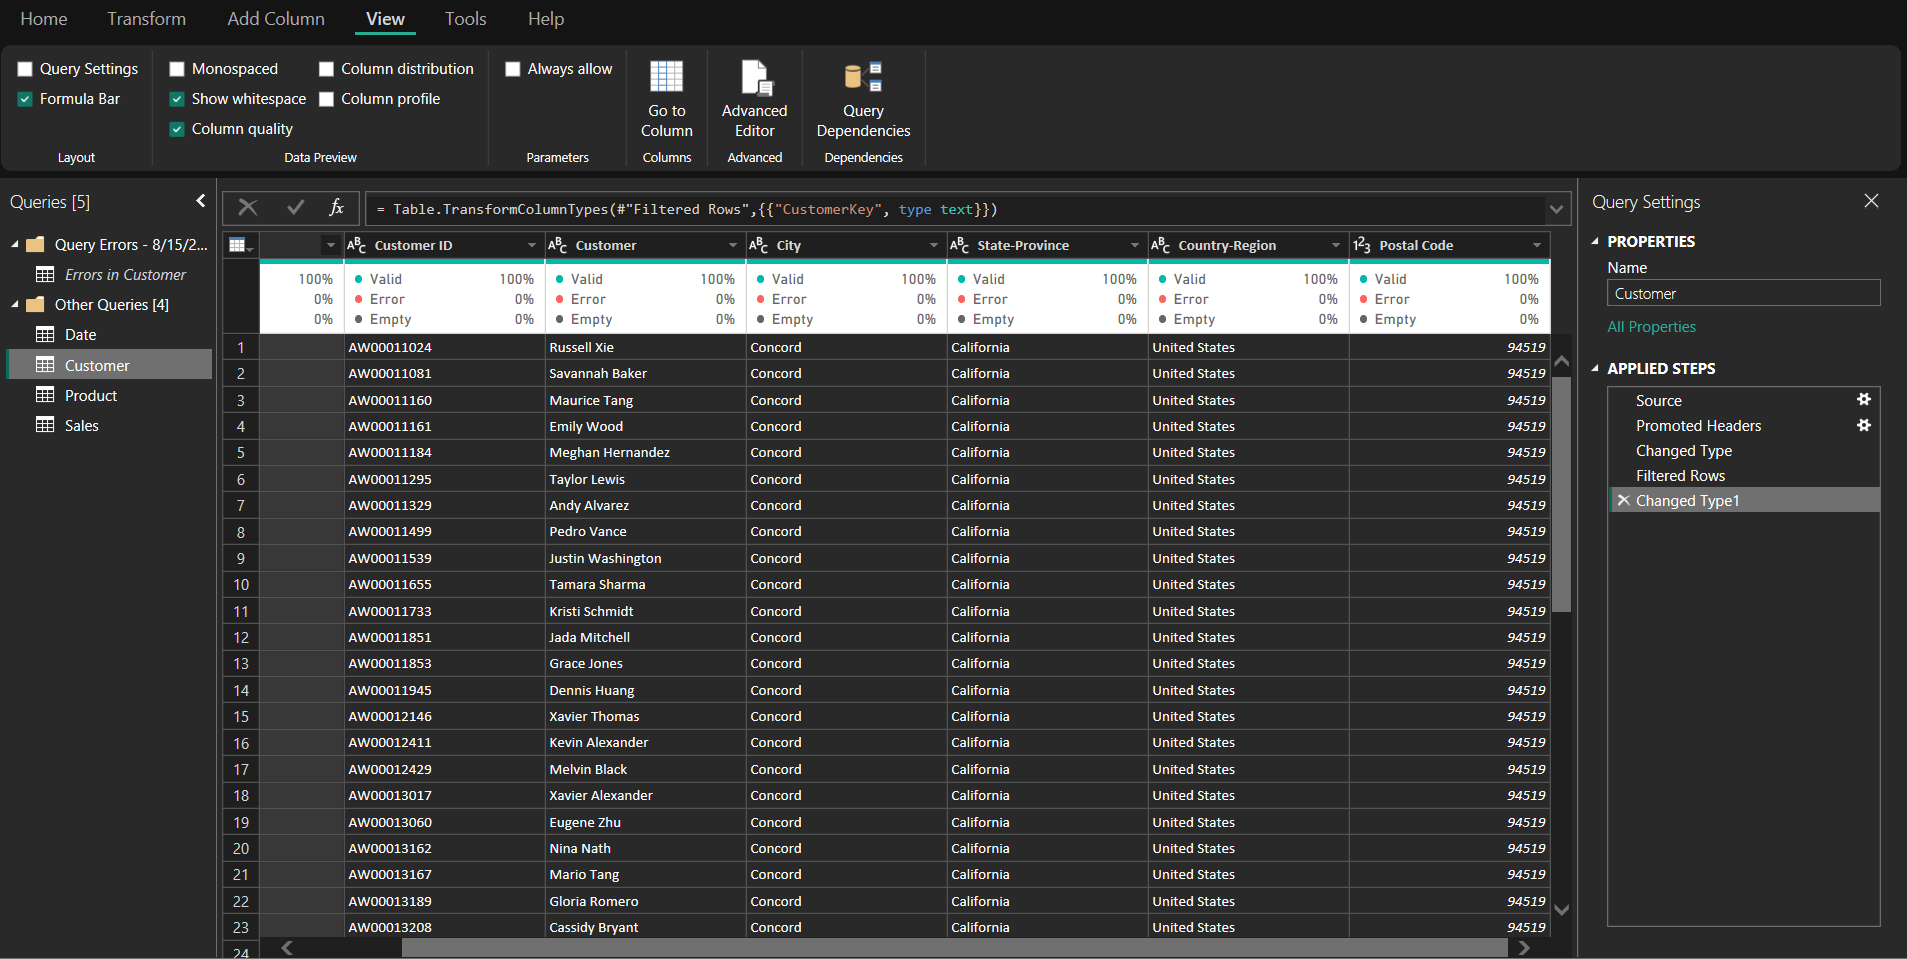 Home Transform Add Column View Tools Help
Query Settings Monospaced Column distribution Always allow
Formula Bar Show whitespace Column profile
Column quality
Go to Column
Advanced Editor
Query Dependencies
Layout Data Preview Parameters Columns Advanced Dependencies
Queries [5]
Query Errors - 8/15/2...
Errors in Customer
Other Queries [4]
Date
Customer
Product
Sales
fx = Table.TransformColumnTypes(#"Filtered Rows",{{"CustomerKey", type text}})
ABC Customer ID ABC Customer ABC City ABC State-Province ABC Country-Region 123 Postal Code
100% Valid 100% Valid 100% Valid 100% Valid 100% Valid 100% Valid 100%
0% Error 0% Error 0% Error 0% Error 0% Error 0% Error 0%
0% Empty 0% Empty 0% Empty 0% Empty 0% Empty 0% Empty 0%
1 AW00011024 Russell Xie Concord California United States 94519
2 AW00011081 Savannah Baker Concord California United States 94519
3 AW00011160 Maurice Tang Concord California United States 94519
4 AW00011161 Emily Wood Concord California United States 94519
5 AW00011184 Meghan Hernandez Concord California United States 94519
6 AW00011295 Taylor Lewis Concord California United States 94519
7 AW00011329 Andy Alvarez Concord California United States 94519
8 AW00011499 Pedro Vance Concord California United States 94519
9 AW00011539 Justin Washington Concord California United States 94519
10 AW00011655 Tamara Sharma Concord California United States 94519
11 AW00011733 Kristi Schmidt Concord California United States 94519
12 AW00011851 Jada Mitchell Concord California United States 94519
13 AW00011853 Grace Jones Concord California United States 94519
14 AW00011945 Dennis Huang Concord California United States 94519
15 AW00012146 Xavier Thomas Concord California United States 94519
16 AW00012411 Kevin Alexander Concord California United States 94519
17 AW00012429 Melvin Black Concord California United States 94519
18 AW00013017 Xavier Alexander Concord California United States 94519
19 AW00013060 Eugene Zhu Concord California United States 94519
20 AW00013162 Nina Nath Concord California United States 94519
21 AW00013167 Mario Tang Concord California United States 94519
22 AW00013189 Gloria Romero Concord California United States 94519
23 AW00013208 Cassidy Bryant Concord California United States 94519
24
Query Settings
PROPERTIES
Name
Customer
All Properties
APPLIED STEPS
Source
Promoted Headers
Changed Type
Filtered Rows
Changed Type1